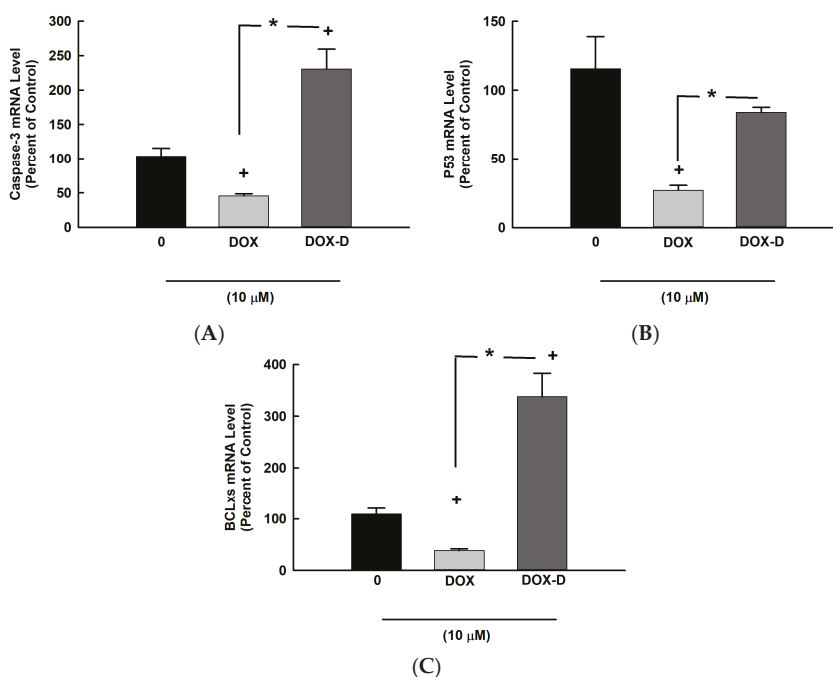 Caspase-3 mRNA Level
(Percent of Control)
300
250
200
150
100
50
0
* +
+
0 DOX DOX-D
(10 µM)
(A)
P53 mRNA Level
(Percent of Control)
150
100
50
0
*
+
0 DOX DOX-D
(10 µM)
(B)
BCLxs mRNA Level
(Percent of Control)
400
300
200
100
0
* +
+
0 DOX DOX-D
(10 µM)
(C)